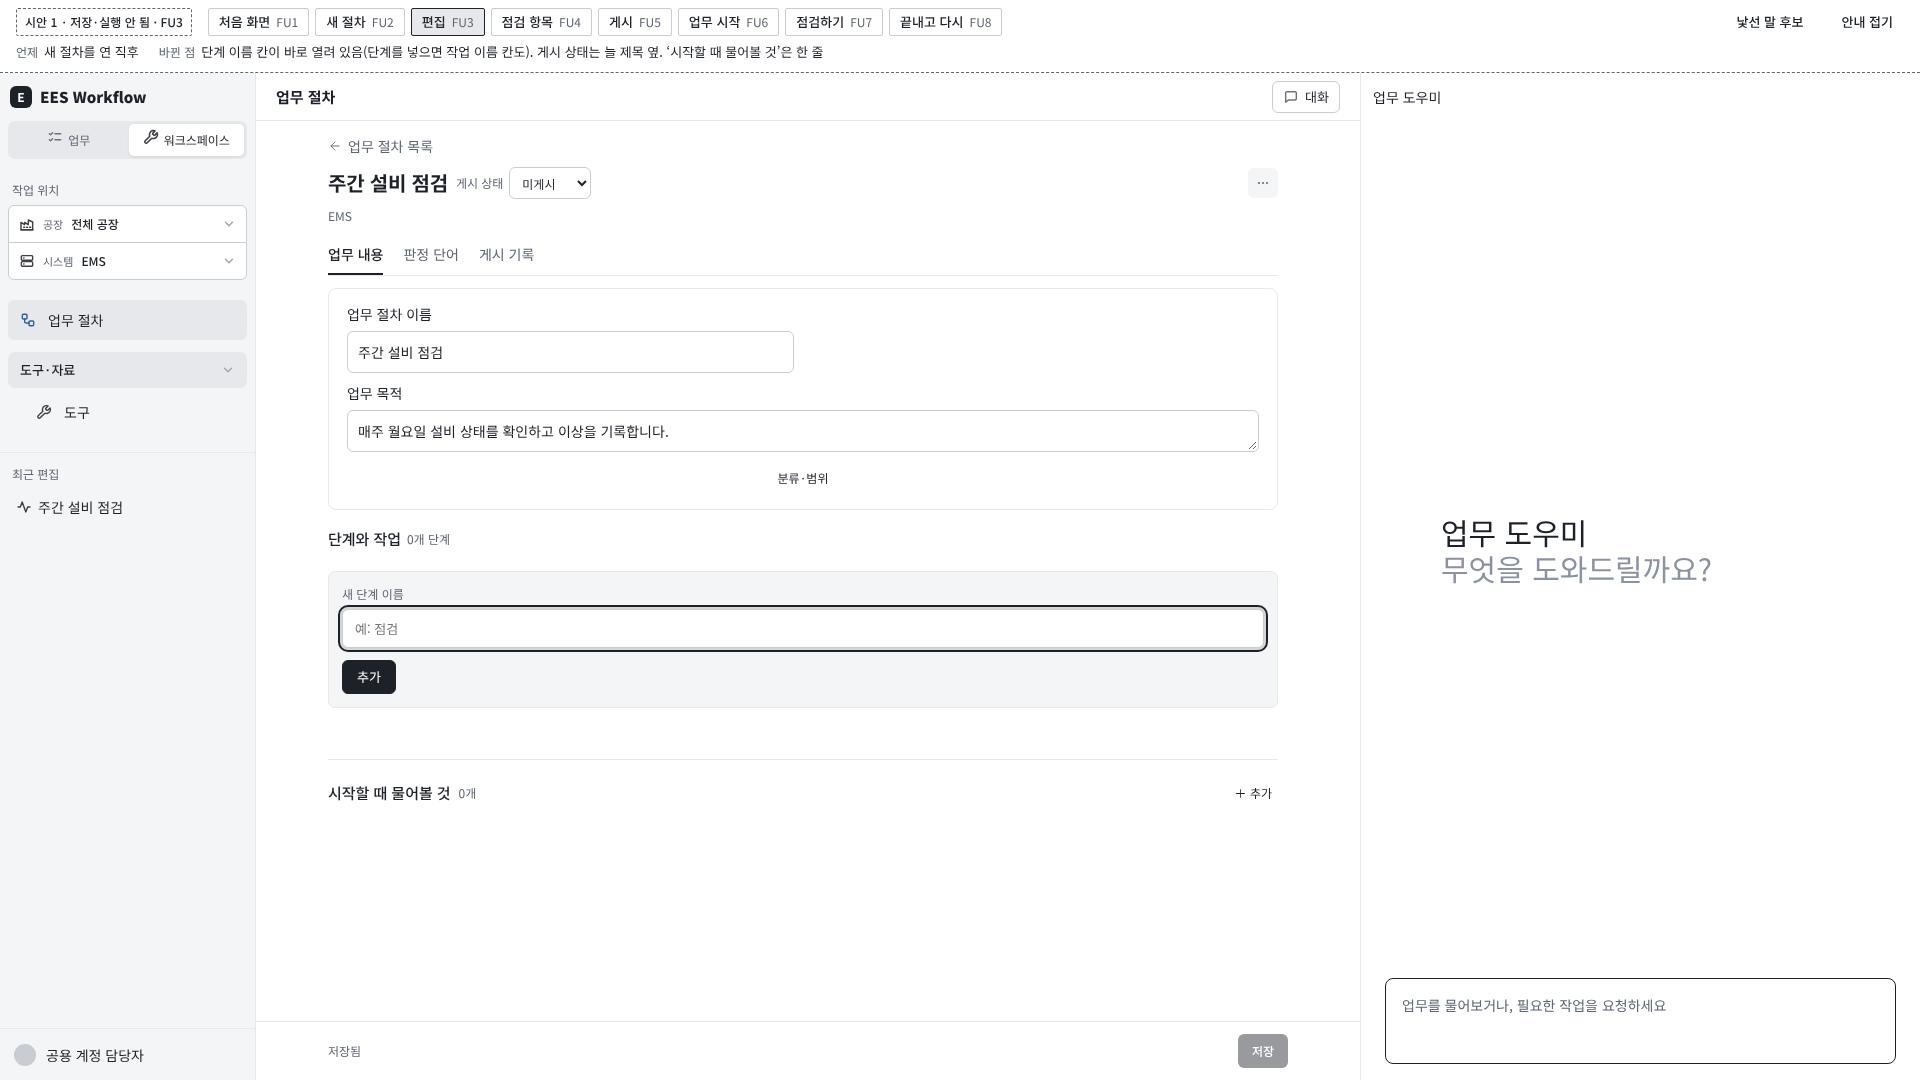 시안 1 · 저장·실행 안 됨 · FU3
처음 화면 FU1
새 절차 FU2
편집 FU3
점검 항목 FU4
게시 FU5
업무 시작 FU6
점검하기 FU7
끝내고 다시 FU8
낯선 말 후보
안내 접기
언제 새 절차를 연 직후 바뀐 점 단계 이름 칸이 바로 열려 있음(단계를 넣으면 작업 이름 칸도). 게시 상태는 늘 제목 옆. ‘시작할 때 물어볼 것’은 한 줄
E EES Workflow
업무
워크스페이스
작업 위치
공장 전체 공장
시스템 EMS
업무 절차
도구·자료
도구
최근 편집
주간 설비 점검
공용 계정 담당자
업무 절차
대화
업무 절차 목록
주간 설비 점검 게시 상태 미게시
EMS
업무 내용 판정 단어 게시 기록
업무 절차 이름
주간 설비 점검
업무 목적
매주 월요일 설비 상태를 확인하고 이상을 기록합니다.
분류·범위
단계와 작업 0개 단계
새 단계 이름
예: 점검
추가
시작할 때 물어볼 것 0개
+ 추가
저장됨
저장
업무 도우미
업무 도우미
무엇을 도와드릴까요?
업무를 물어보거나, 필요한 작업을 요청하세요